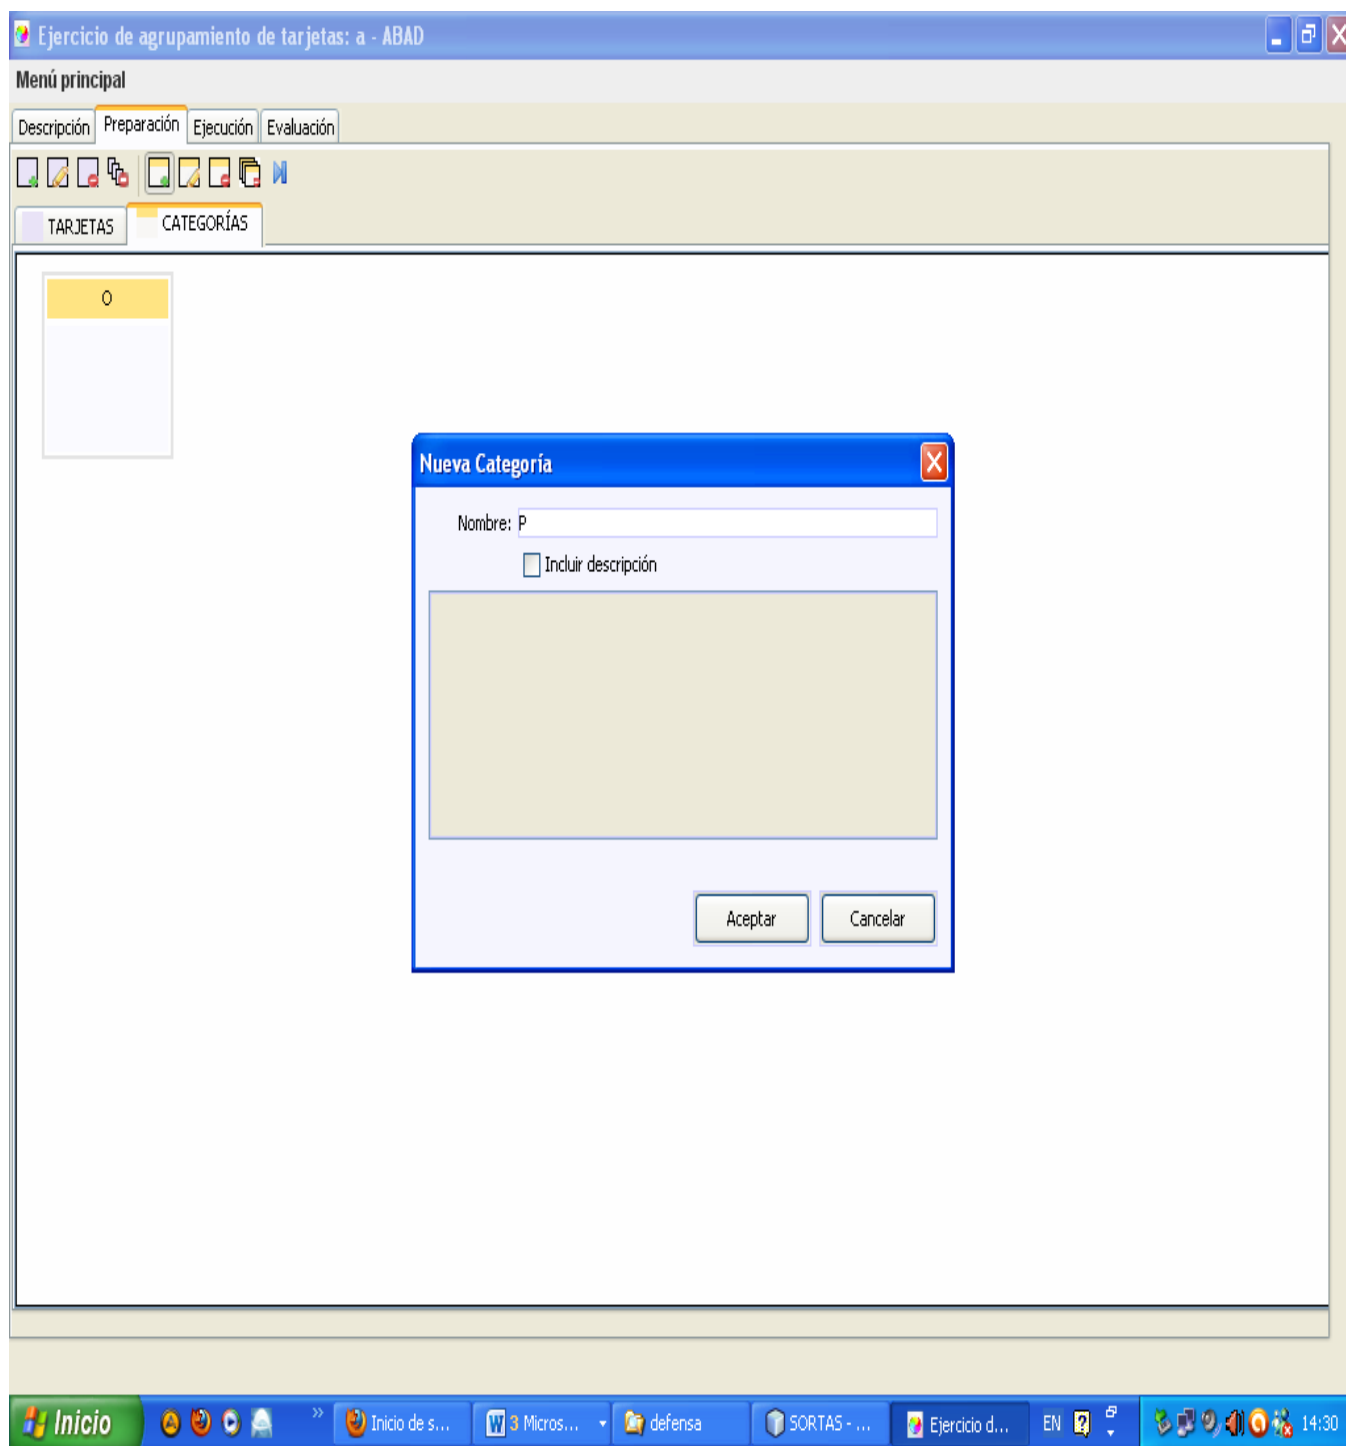 Ejercicio de agrupamiento de tarjetas: a - ABAD
Menú principal
Descripción Preparación Ejecución Evaluación
TARJETAS CATEGORÍAS
O
Nueva Categoría
Nombre: P
Incluir descripción
Aceptar Cancelar
Inicio » Inicio de s... 3 Micros... defensa SORTAS - ... Ejercicio d... EN 14:30